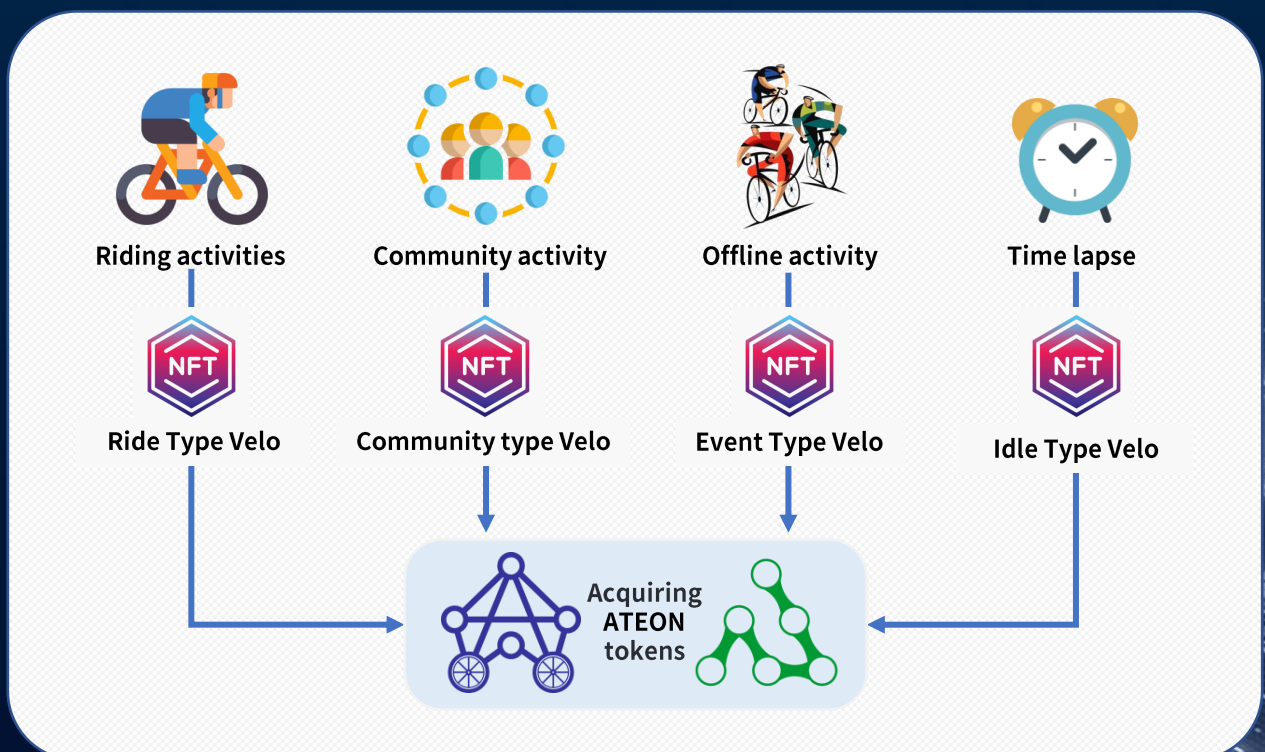 Riding activities
Community activity
Offline activity
Time lapse
NFT
NFT
NFT
NFT
Ride Type Velo
Community type Velo
Event Type Velo
Idle Type Velo
Acquiring
ATEON
tokens